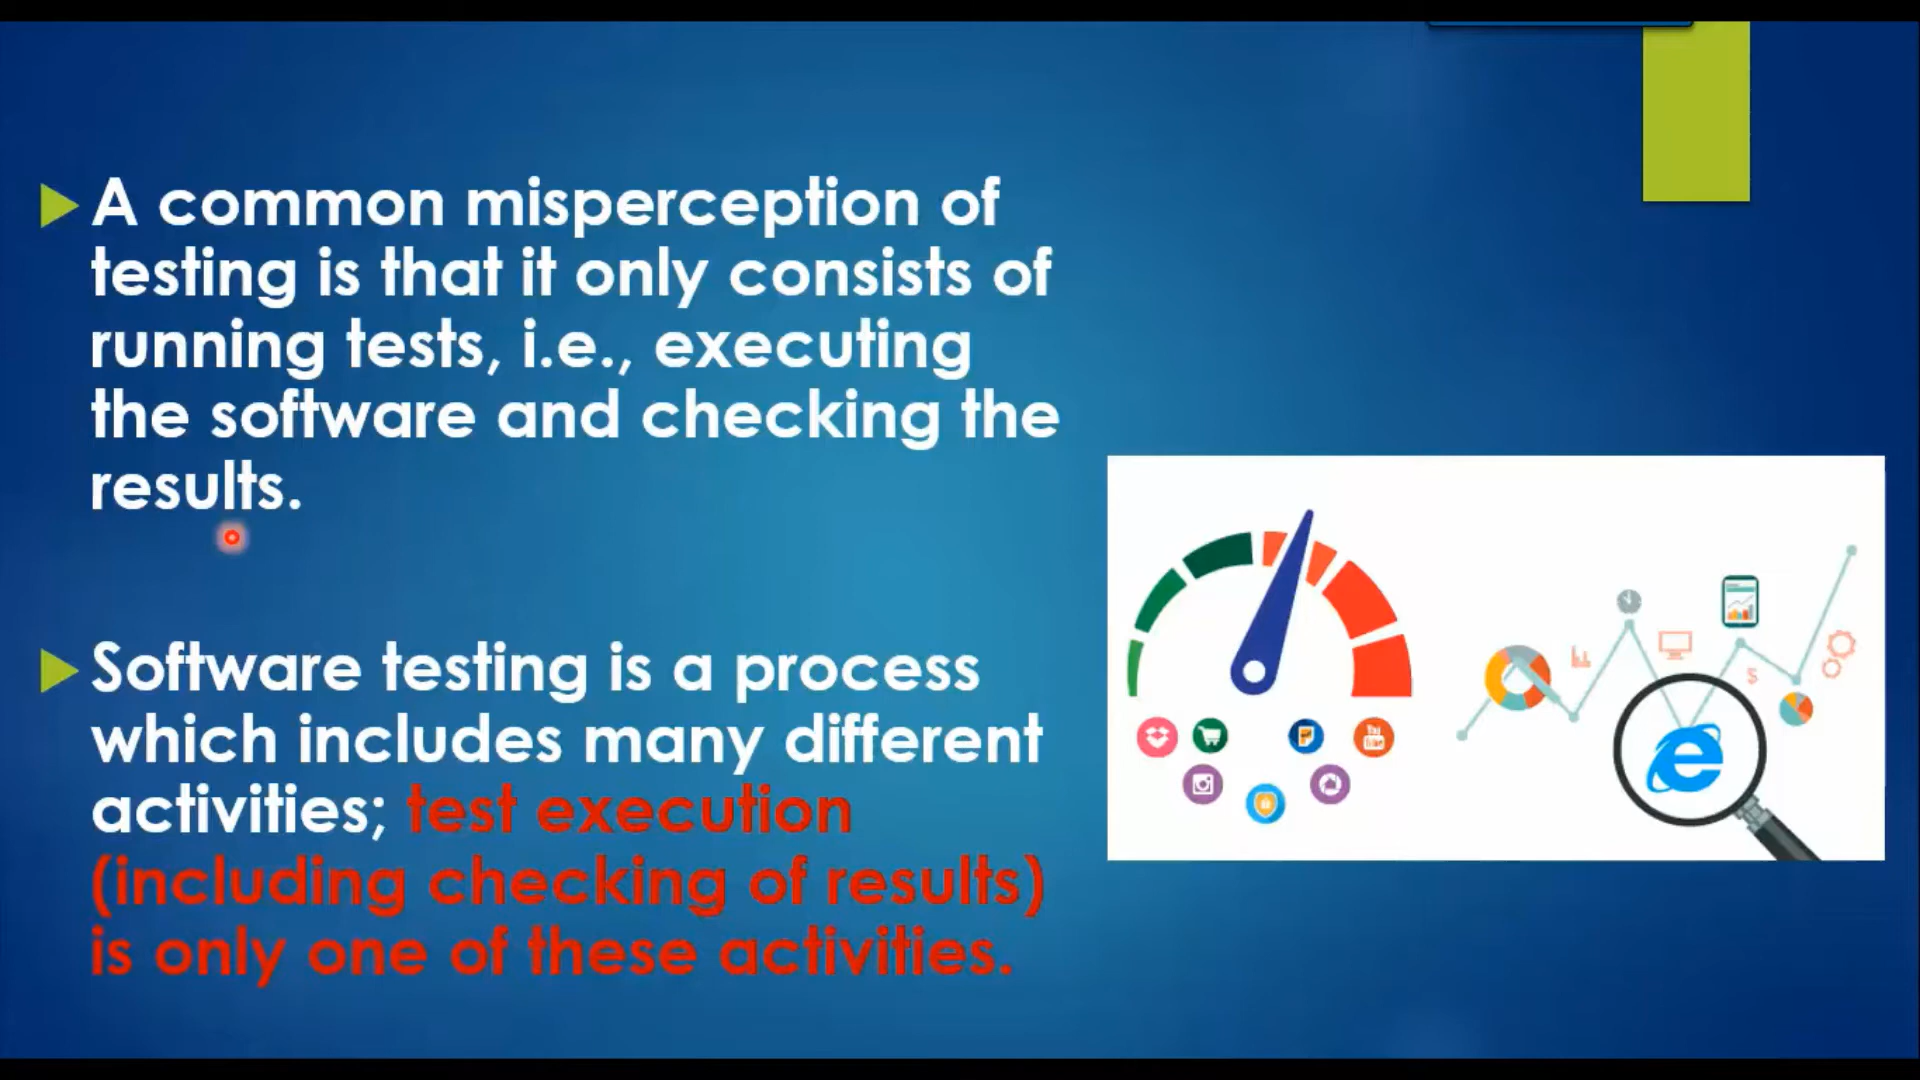 A common misperception of
testing is that it only consists of
running tests, i.e., executing
the software and checking the
results.
Software testing is a process
which includes many different
activities; test execution
(including checking of results)
is only one of these activities.
You
Tube
$